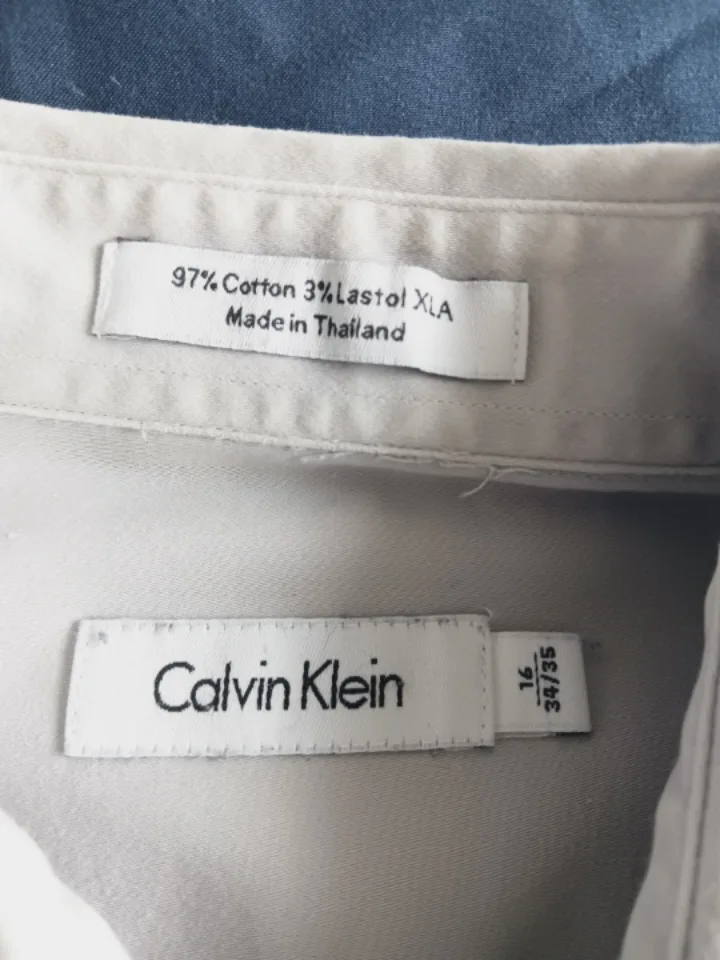 97% Cotton 3% Lastol XLA
Made in Thailand
Calvin Klein
16
34/35